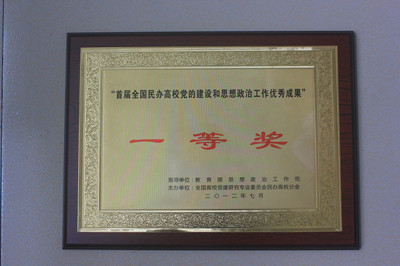 “首届全国民办高校党的建设和思想政治工作优秀成果”
一等奖
指导单位：教育部思想政治工作司
主办单位：全国高校党建研究专业委员会民办高校分会
二〇一二年七月